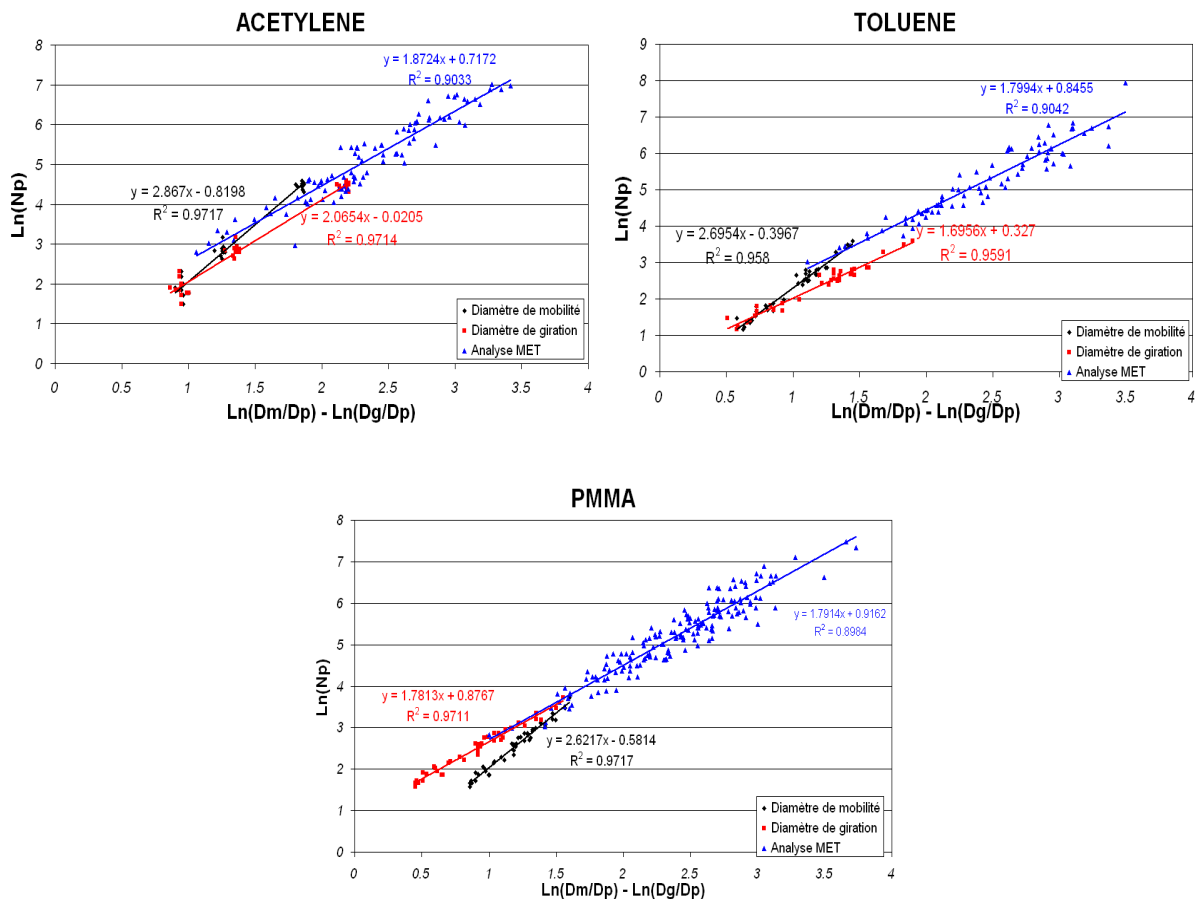 ACETYLENE
8
7
6
5
4
3
2
1
0
Ln(Np)
y = 1.8724x + 0.7172
R² = 0.9033
y = 2.867x - 0.8198
R² = 0.9717
y = 2.0654x - 0.0205
R² = 0.9714
Diamètre de mobilité
Diamètre de giration
Analyse MET
0 0.5 1 1.5 2 2.5 3 3.5 4
Ln(Dm/Dp) - Ln(Dg/Dp)
TOLUENE
9
8
7
6
5
4
3
2
1
0
Ln(Np)
y = 1.7994x + 0.8455
R² = 0.9042
y = 2.6954x - 0.3967
R² = 0.958
y = 1.6956x + 0.327
R² = 0.9591
Diamètre de mobilité
Diamètre de giration
Analyse MET
0 0.5 1 1.5 2 2.5 3 3.5 4
Ln(Dm/Dp) - Ln(Dg/Dp)
PMMA
8
7
6
5
4
3
2
1
0
Ln(Np)
y = 1.7914x + 0.9162
R² = 0.8984
y = 1.7813x + 0.8767
R² = 0.9711
y = 2.6217x - 0.5814
R² = 0.9717
Diamètre de mobilité
Diamètre de giration
Analyse MET
0 0.5 1 1.5 2 2.5 3 3.5 4
Ln(Dm/Dp) - Ln(Dg/Dp)